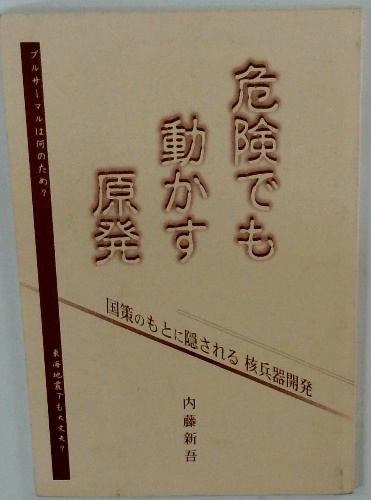 危険でも
動かす
原発
国策のもとに隠される 核兵器開発
内藤新吾
プルサーマルは何のため?
東海地震下も大丈夫?